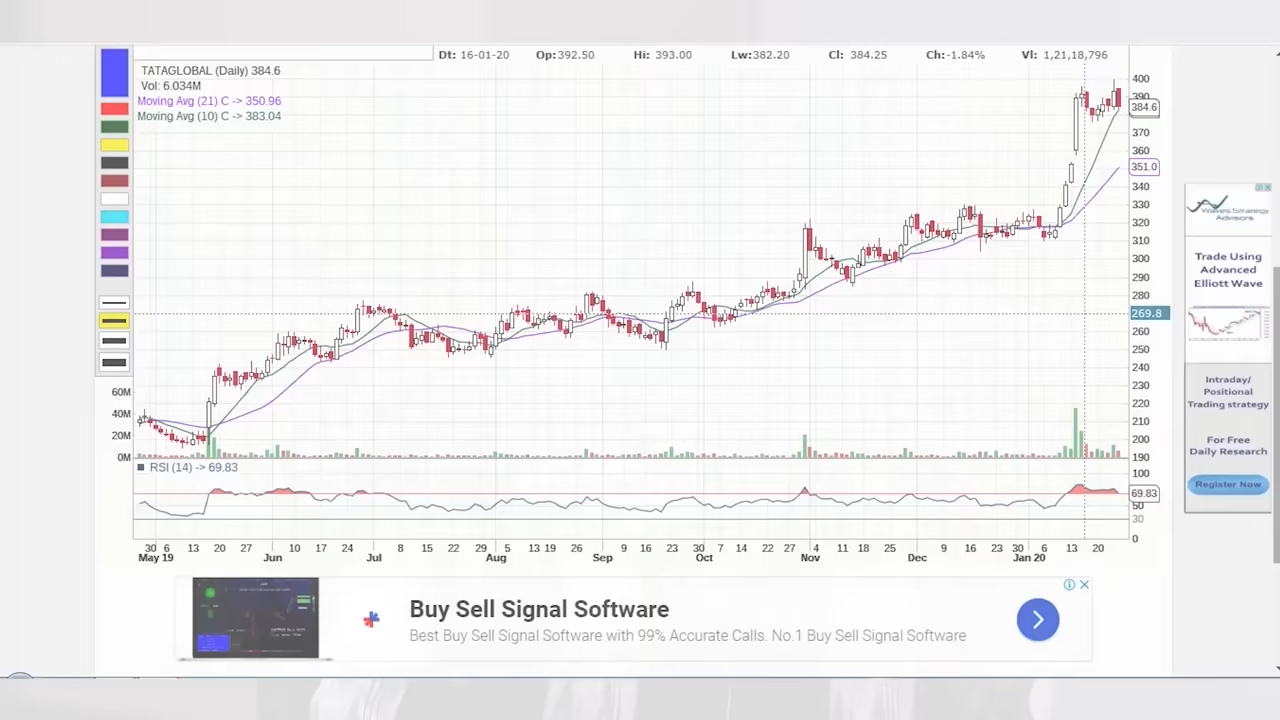 Dt: 16-01-20 Op:392.50 Hi: 393.00 Lw:382.20 Cl: 384.25 Ch:-1.84% Vl: 1,21,18,796
TATAGLOBAL (Daily) 384.6
Vol: 6.034M
Moving Avg (21) C -> 350.96
Moving Avg (10) C -> 383.04
400
390
384.6
370
360
351.0
340
330
320
310
300
290
280
269.8
260
250
240
230
220
210
200
190
60M
40M
20M
0M
RSI (14) -> 69.83
100
69.83
50
30
0
30 6 13 20 27 10 17 24 8 15 22 29 5 13 19 26 9 16 23 30 7 14 22 27 4 11 18 25 9 16 23 30 6 13 20
May 19 Jun Jul Aug Sep Oct Nov Dec Jan 20
Waves Strategy
Advisors
Trade Using
Advanced
Elliott Wave
Intraday/
Positional
Trading strategy
For Free
Daily Research
Register Now
Buy Sell Signal Software
Best Buy Sell Signal Software with 99% Accurate Calls. No.1 Buy Sell Signal Software